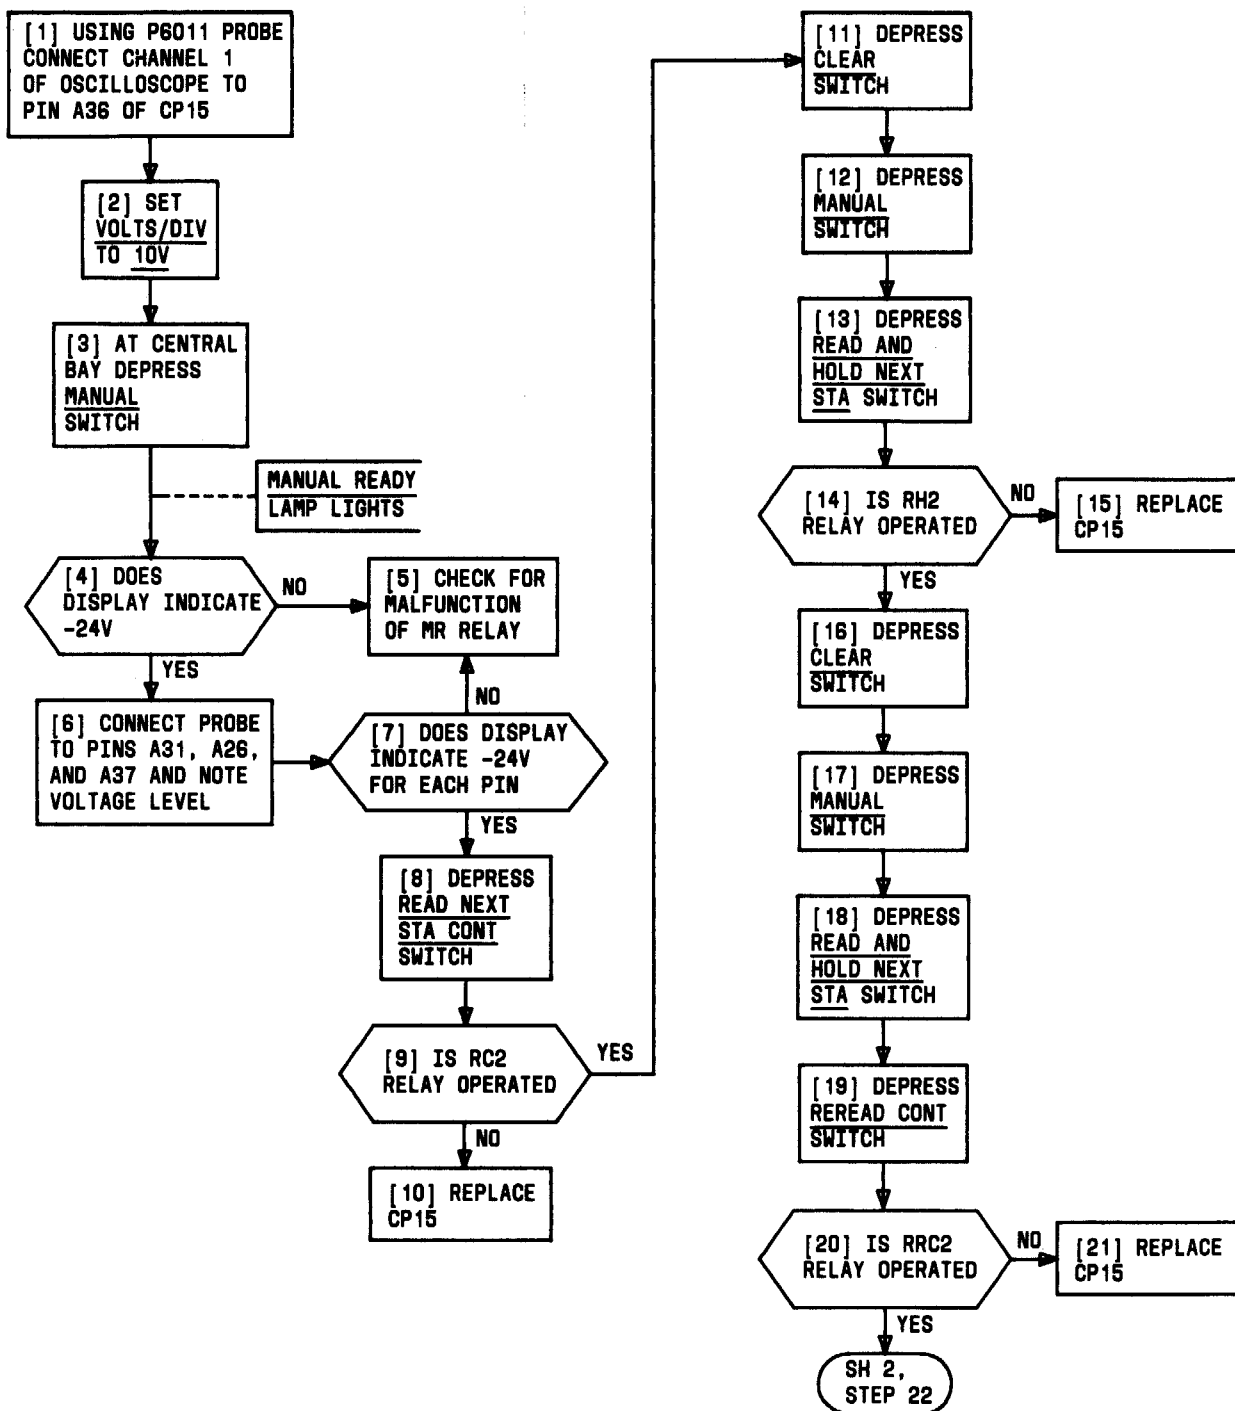 [1] USING P6011 PROBE
CONNECT CHANNEL 1
OF OSCILLOSCOPE TO
PIN A36 OF CP15
[2] SET
VOLTS/DIV
TO 10V
[3] AT CENTRAL
BAY DEPRESS
MANUAL
SWITCH
MANUAL READY
LAMP LIGHTS
[4] DOES
DISPLAY INDICATE
-24V
NO
YES
[5] CHECK FOR
MALFUNCTION
OF MR RELAY
[6] CONNECT PROBE
TO PINS A31, A26,
AND A37 AND NOTE
VOLTAGE LEVEL
NO
[7] DOES DISPLAY
INDICATE -24V
FOR EACH PIN
YES
[8] DEPRESS
READ NEXT
STA CONT
SWITCH
[9] IS RC2
RELAY OPERATED
YES
NO
[10] REPLACE
CP15
[11] DEPRESS
CLEAR
SWITCH
[12] DEPRESS
MANUAL
SWITCH
[13] DEPRESS
READ AND
HOLD NEXT
STA SWITCH
[14] IS RH2
RELAY OPERATED
NO
YES
[15] REPLACE
CP15
[16] DEPRESS
CLEAR
SWITCH
[17] DEPRESS
MANUAL
SWITCH
[18] DEPRESS
READ AND
HOLD NEXT
STA SWITCH
[19] DEPRESS
REREAD CONT
SWITCH
[20] IS RRC2
RELAY OPERATED
NO
YES
[21] REPLACE
CP15
SH 2,
STEP 22